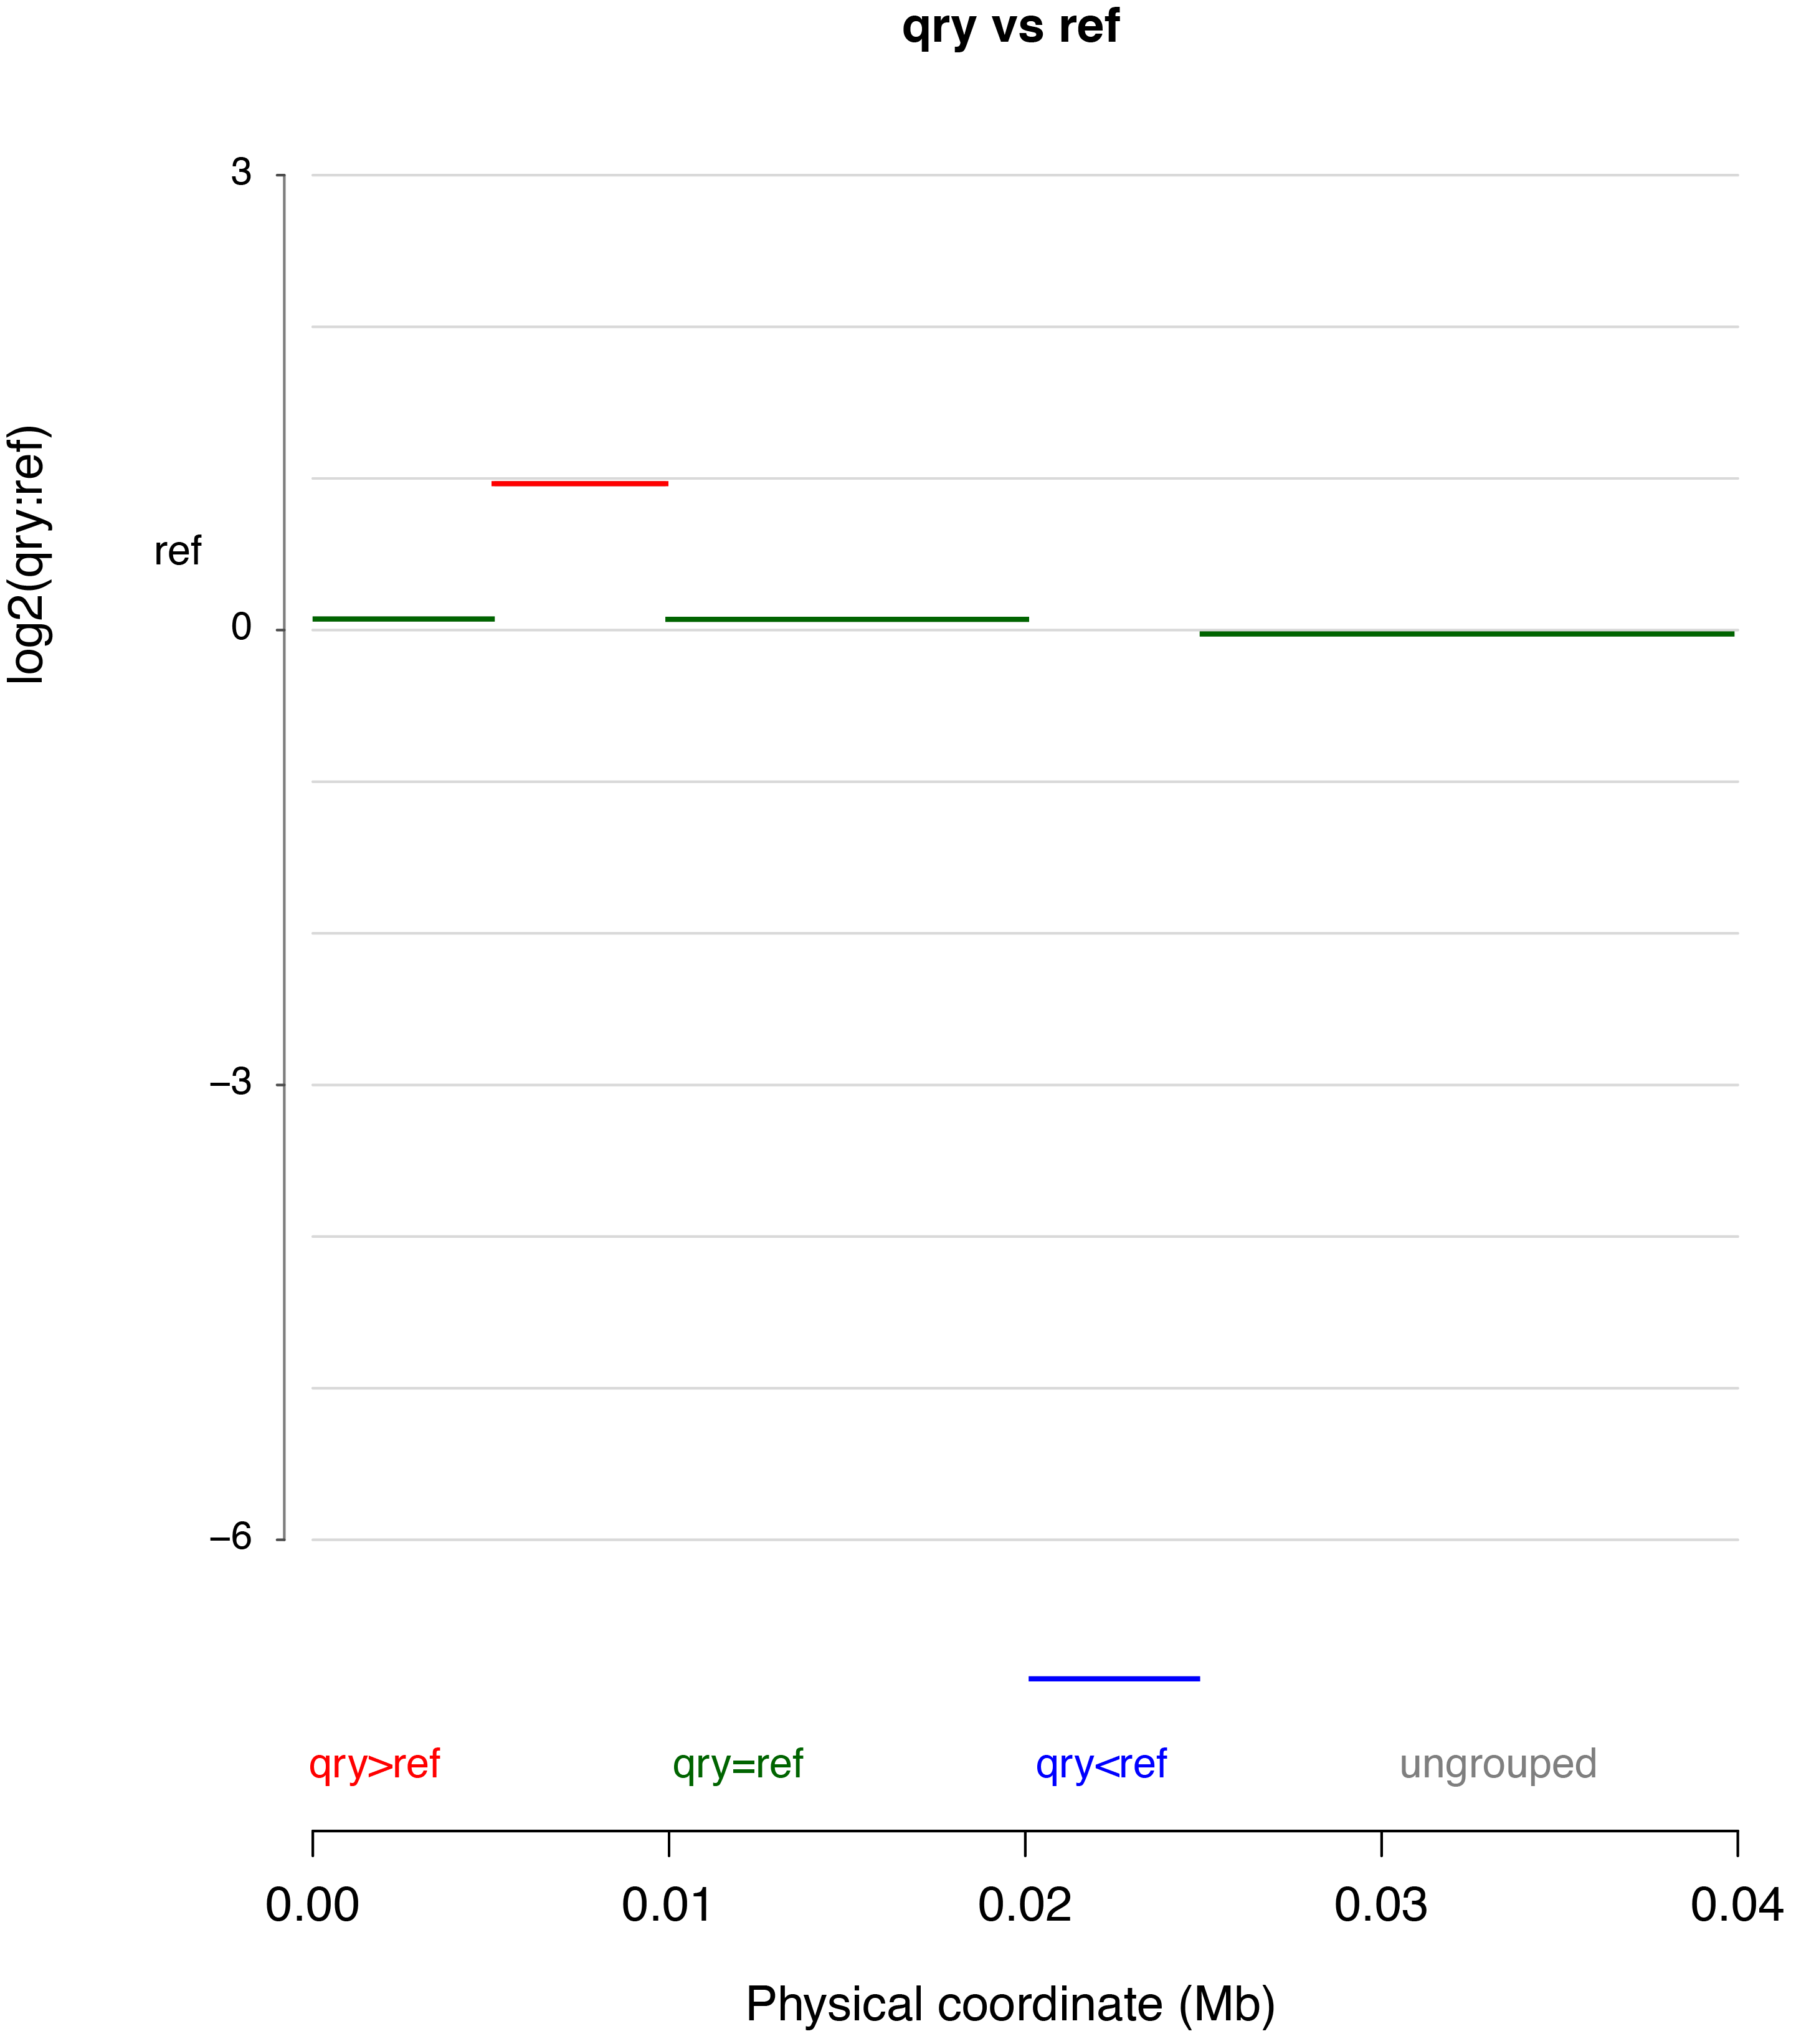 qry vs ref
log2(qry:ref)
ref
3
0
−3
−6
qry>ref qry=ref qry<ref ungrouped
0.00 0.01 0.02 0.03 0.04
Physical coordinate (Mb)